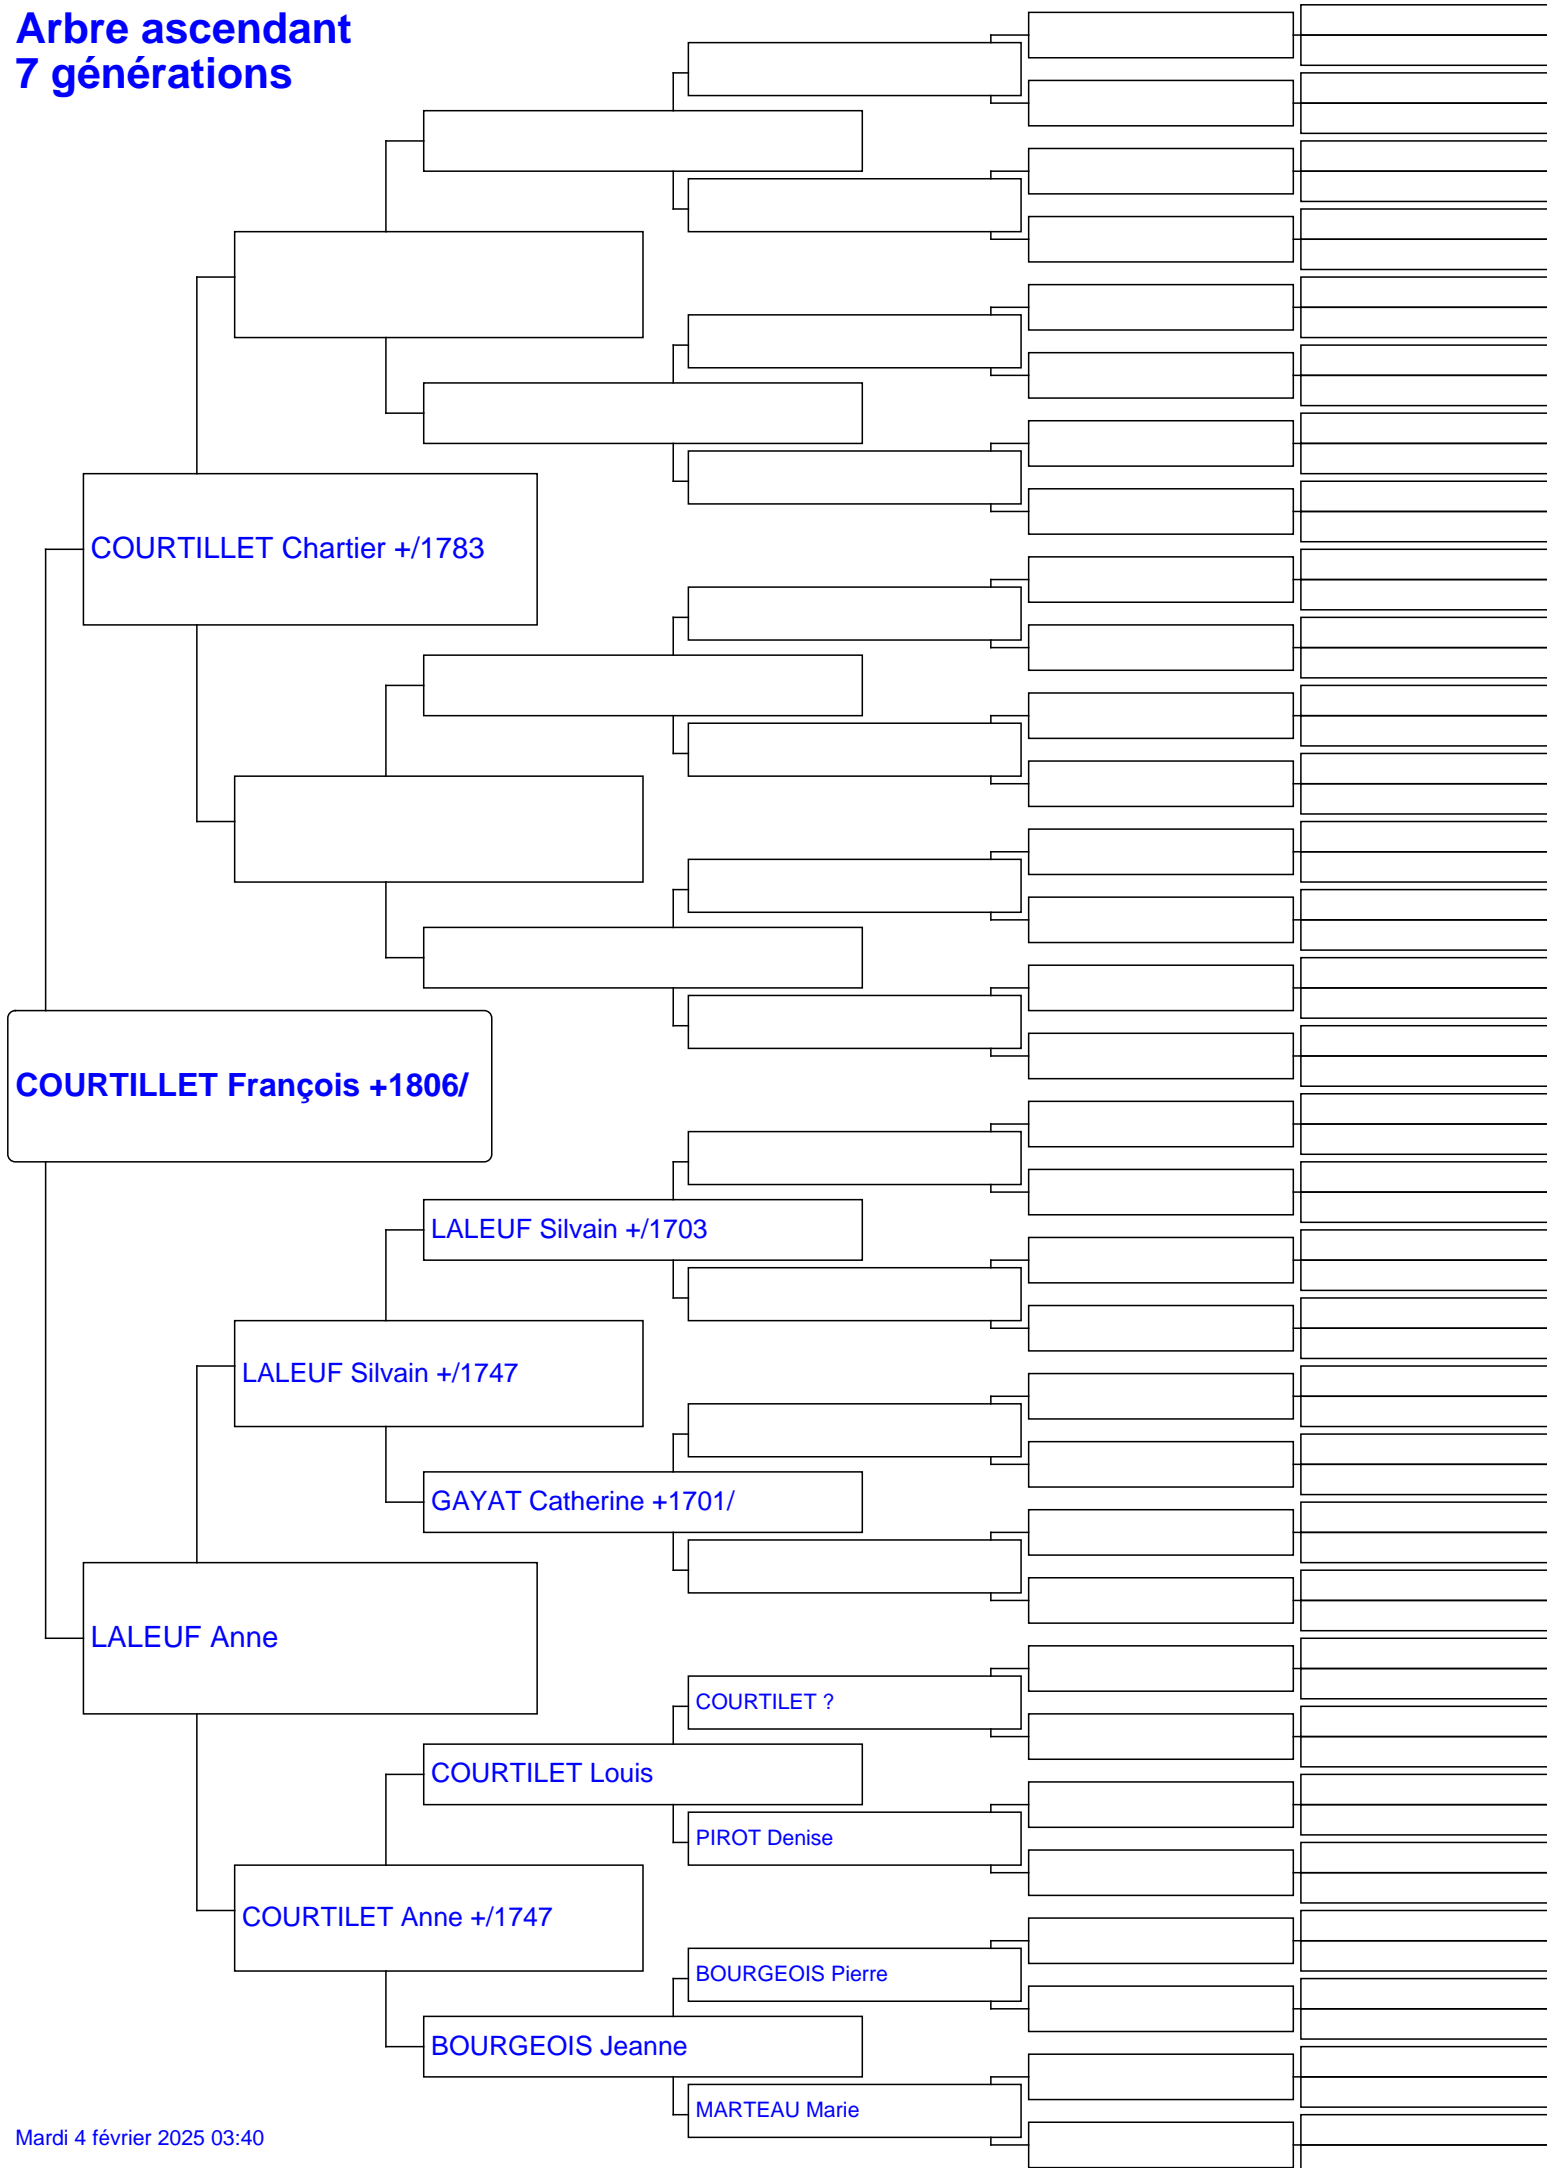 Arbre ascendant
7 générations
COURTILLET Chartier +/1783
COURTILLET François +1806/
LALEUF Silvain +/1703
LALEUF Silvain +/1747
GAYAT Catherine +1701/
LALEUF Anne
COURTILET ?
COURTILET Louis
PIROT Denise
COURTILET Anne +/1747
BOURGEOIS Pierre
BOURGEOIS Jeanne
MARTEAU Marie
Mardi 4 février 2025 03:40